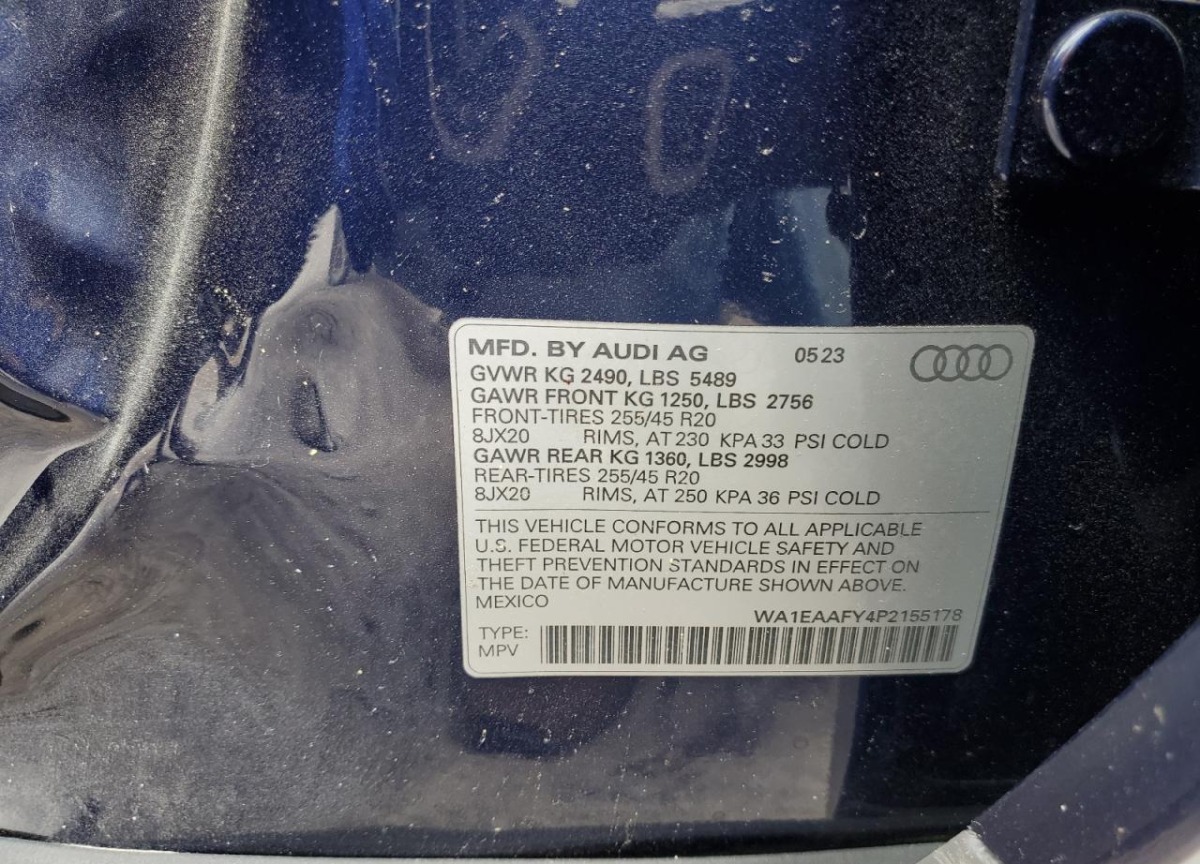 MFD. BY AUDI AG 0523
GVWR KG 2490, LBS 5489
GAWR FRONT KG 1250, LBS 2756
FRONT-TIRES 255/45 R20
8JX20 RIMS, AT 230 KPA 33 PSI COLD
GAWR REAR KG 1360, LBS 2998
REAR-TIRES 255/45 R20
8JX20 RIMS, AT 250 KPA 36 PSI COLD
THIS VEHICLE CONFORMS TO ALL APPLICABLE
U.S. FEDERAL MOTOR VEHICLE SAFETY AND
THEFT PREVENTION STANDARDS IN EFFECT ON
THE DATE OF MANUFACTURE SHOWN ABOVE.
MEXICO
WA1EAAFY4P2155178
TYPE:
MPV